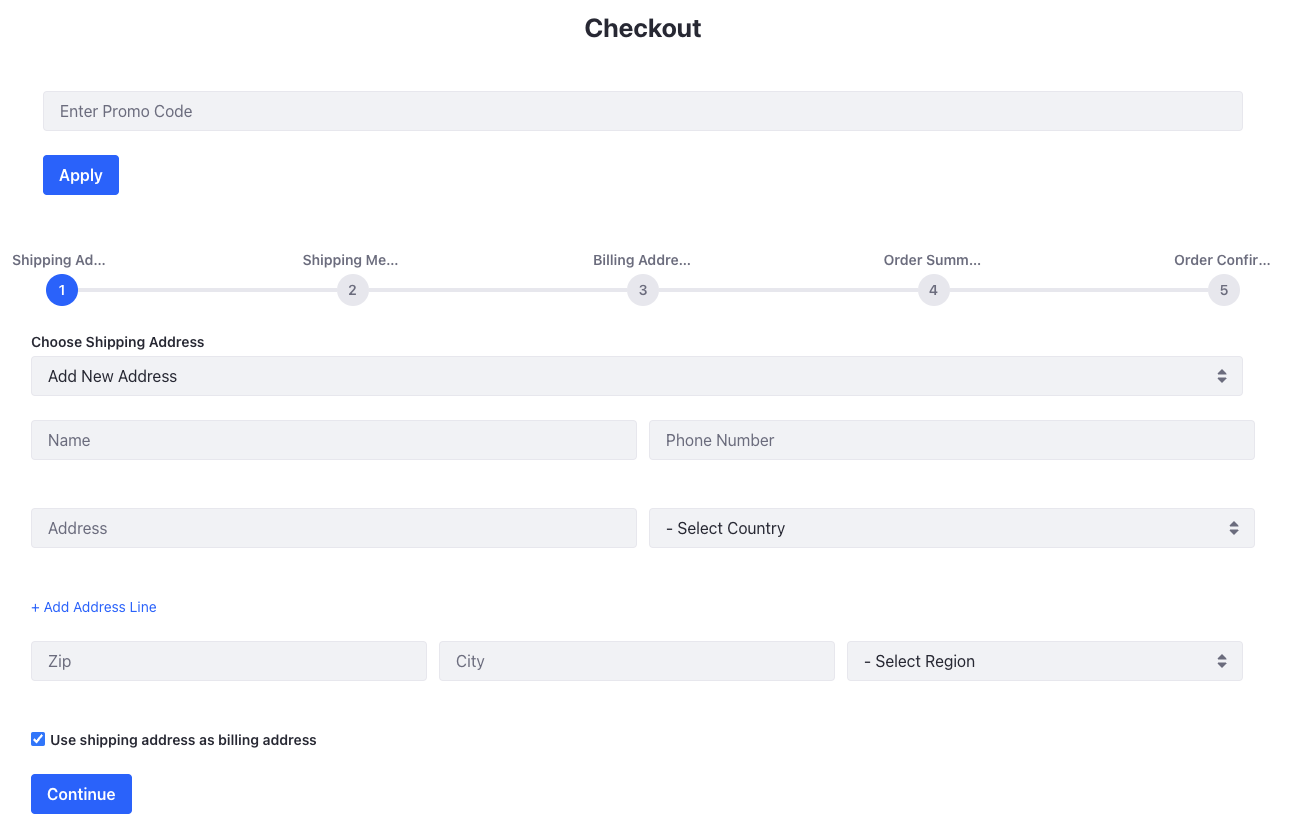 Checkout
Enter Promo Code
Apply
Shipping Ad... Shipping Me... Billing Addre... Order Summ... Order Confir...
1 2 3 4 5
Choose Shipping Address
Add New Address
Name Phone Number
Address - Select Country
+ Add Address Line
Zip City - Select Region
Use shipping address as billing address
Continue